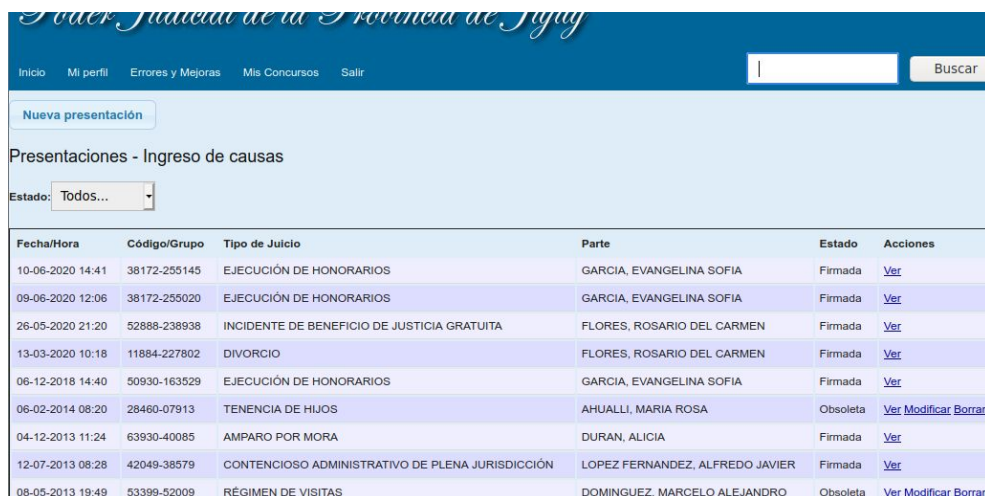 Poder Judicial de la Provincia de Jujuy
Inicio Mi perfil Errores y Mejoras Mis Concursos Salir Buscar
Nueva presentación
Presentaciones - Ingreso de causas
Estado: Todos...
Fecha/Hora Código/Grupo Tipo de Juicio Parte Estado Acciones
10-06-2020 14:41 38172-255145 EJECUCIÓN DE HONORARIOS GARCIA, EVANGELINA SOFIA Firmada Ver
09-06-2020 12:06 38172-255020 EJECUCIÓN DE HONORARIOS GARCIA, EVANGELINA SOFIA Firmada Ver
26-05-2020 21:20 52888-238938 INCIDENTE DE BENEFICIO DE JUSTICIA GRATUITA FLORES, ROSARIO DEL CARMEN Firmada Ver
13-03-2020 10:18 11884-227802 DIVORCIO FLORES, ROSARIO DEL CARMEN Firmada Ver
06-12-2018 14:40 50930-163529 EJECUCIÓN DE HONORARIOS GARCIA, EVANGELINA SOFIA Firmada Ver
06-02-2014 08:20 28460-07913 TENENCIA DE HIJOS AHUALLI, MARIA ROSA Obsoleta Ver Modificar Borrar
04-12-2013 11:24 63930-40085 AMPARO POR MORA DURAN, ALICIA Firmada Ver
12-07-2013 08:28 42049-38579 CONTENCIOSO ADMINISTRATIVO DE PLENA JURISDICCIÓN LOPEZ FERNANDEZ, ALFREDO JAVIER Firmada Ver
08-05-2013 19:49 53399-52009 RÉGIMEN DE VISITAS DOMINGUEZ, MARCELO ALEJANDRO Obsoleta Ver Modificar Borrar